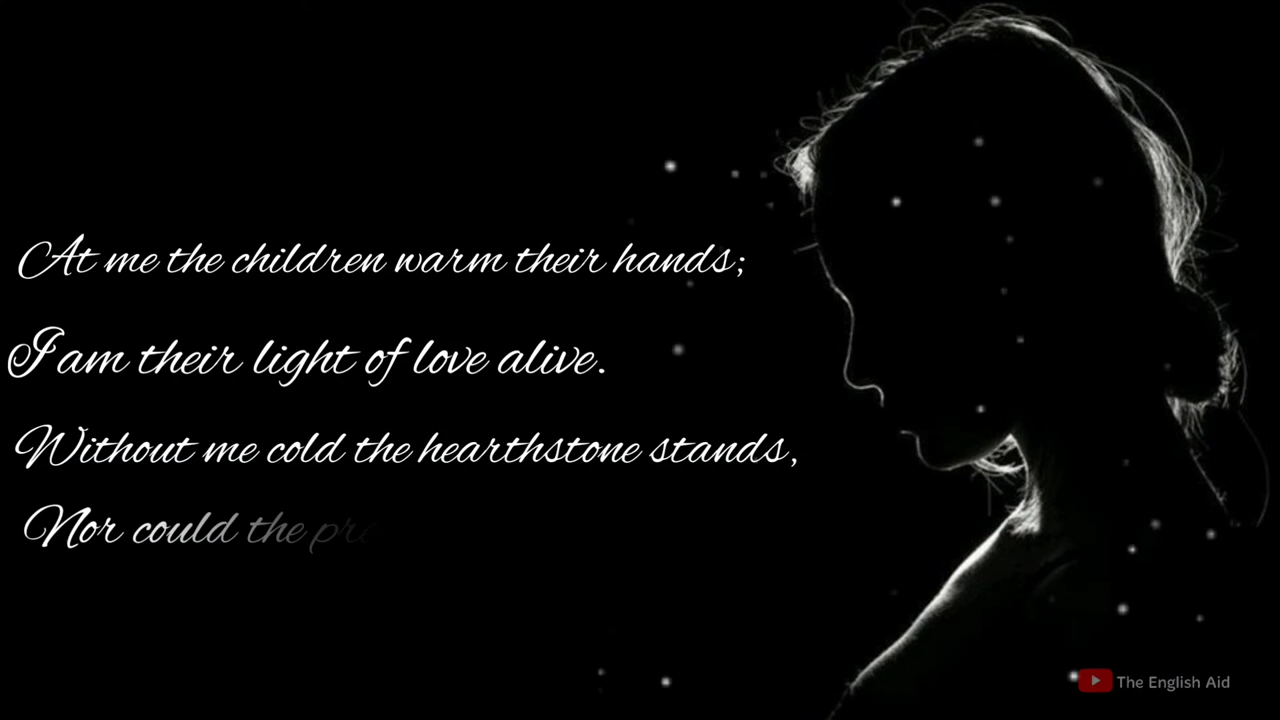 At me the children warm their hands;
I am their light of love alive.
Without me cold the hearthstone stands,
Nor could the
The English Aid